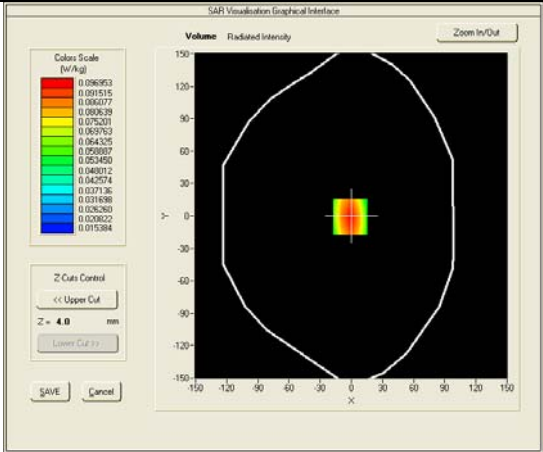 SAR Visualisation Graphical Interface
Volume Radiated Intensity
Zoom In/Out
Colors Scale
(W/kg)
0.096953
0.091515
0.086077
0.080639
0.075201
0.069763
0.064325
0.058887
0.053450
0.048012
0.042574
0.037136
0.031698
0.026260
0.020822
0.015384
Z-Cuts Control
<< Upper Cut
Z = 4.0 mm
Lower Cut >>
SAVE
Cancel
150
120
90
60
30
0
-30
-60
-90
-120
-150
Y
-150 -120 -90 -60 -30 0 30 60 90 120 150
X